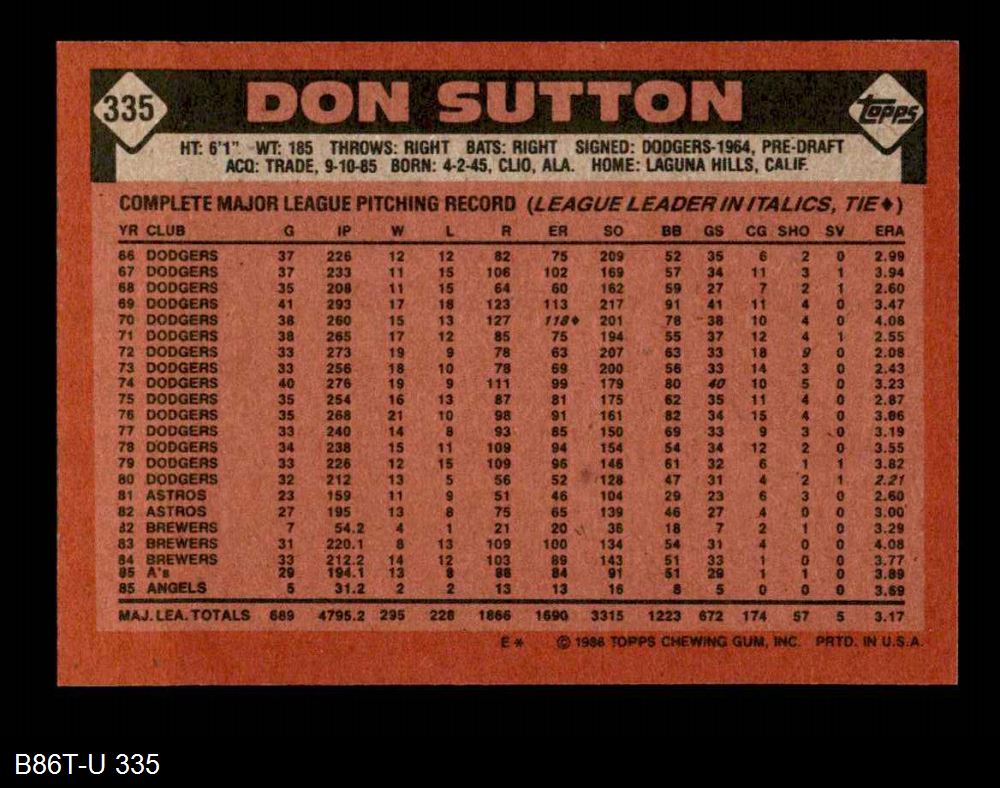 335 DON SUTTON Topps
HT: 6'1" WT: 185 THROWS: RIGHT BATS: RIGHT SIGNED: DODGERS-1964, PRE-DRAFT
ACQ: TRADE, 9-10-85 BORN: 4-2-45, CLIO, ALA. HOME: LAGUNA HILLS, CALIF.
COMPLETE MAJOR LEAGUE PITCHING RECORD (LEAGUE LEADER IN ITALICS, TIE♦)
YR CLUB G IP W L R ER SO BB GS CG SHO SV ERA
66 DODGERS 37 226 12 12 82 75 209 52 35 6 2 0 2.99
67 DODGERS 37 233 11 15 106 102 169 57 34 11 3 1 3.94
68 DODGERS 35 208 11 15 64 60 162 59 27 7 2 1 2.60
69 DODGERS 41 293 17 18 123 113 217 91 41 11 4 0 3.47
70 DODGERS 38 260 15 13 127 118♦ 201 78 38 10 4 0 4.08
71 DODGERS 38 265 17 12 85 75 194 55 37 12 4 1 2.55
72 DODGERS 33 273 19 9 78 63 207 63 33 18 9 0 2.08
73 DODGERS 33 256 18 10 78 69 200 56 33 14 3 0 2.43
74 DODGERS 40 276 19 9 111 99 179 80 40 10 5 0 3.23
75 DODGERS 35 254 16 13 87 81 175 62 35 11 4 0 2.87
76 DODGERS 35 268 21 10 98 91 161 82 34 15 4 0 3.06
77 DODGERS 33 240 14 8 93 85 150 69 33 9 3 0 3.19
78 DODGERS 34 238 15 11 109 94 154 54 34 12 2 0 3.55
79 DODGERS 33 226 12 15 109 96 146 61 32 6 1 1 3.82
80 DODGERS 32 212 13 5 56 52 128 47 31 4 2 1 2.21
81 ASTROS 23 159 11 9 51 46 104 29 23 6 3 0 2.60
82 ASTROS 27 195 13 8 75 65 139 46 27 4 0 0 3.00
82 BREWERS 7 54.2 4 1 21 20 36 18 7 2 1 0 3.29
83 BREWERS 31 220.1 8 13 109 100 134 54 31 4 0 0 4.08
84 BREWERS 33 212.2 14 12 103 89 143 51 33 1 0 0 3.77
85 A's 29 194.1 13 8 88 84 91 51 29 1 1 0 3.89
85 ANGELS 5 31.2 2 2 13 13 16 8 5 0 0 0 3.69
MAJ. LEA. TOTALS 689 4795.2 295 228 1866 1690 3315 1223 672 174 57 5 3.17
E* © 1986 TOPPS CHEWING GUM, INC. PRTD. IN U.S.A.
B86T-U 335